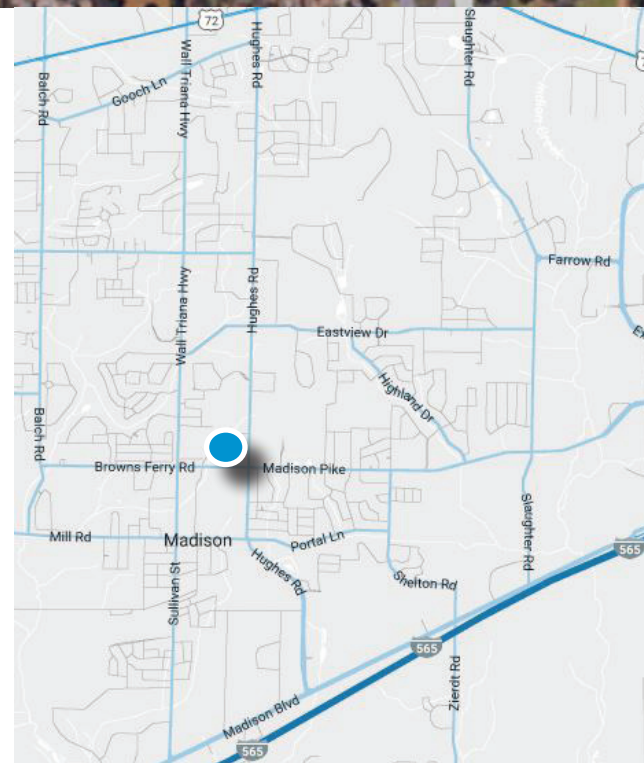 72
Hughes Rd
Wall Triana Hwy
Slaughter Rd
Balch Rd
Gooch Ln
Indian Creek
Farrow Rd
Hughes Rd
Wall Triana Hwy
Eastview Dr
Highland Dr
Balch Rd
Browns Ferry Rd
Madison Pike
Slaughter Rd
Mill Rd
Madison
Portal Ln
565
Hughes Rd
Shelton Rd
Sullivan St
565
Zierdt Rd
Madison Blvd
565